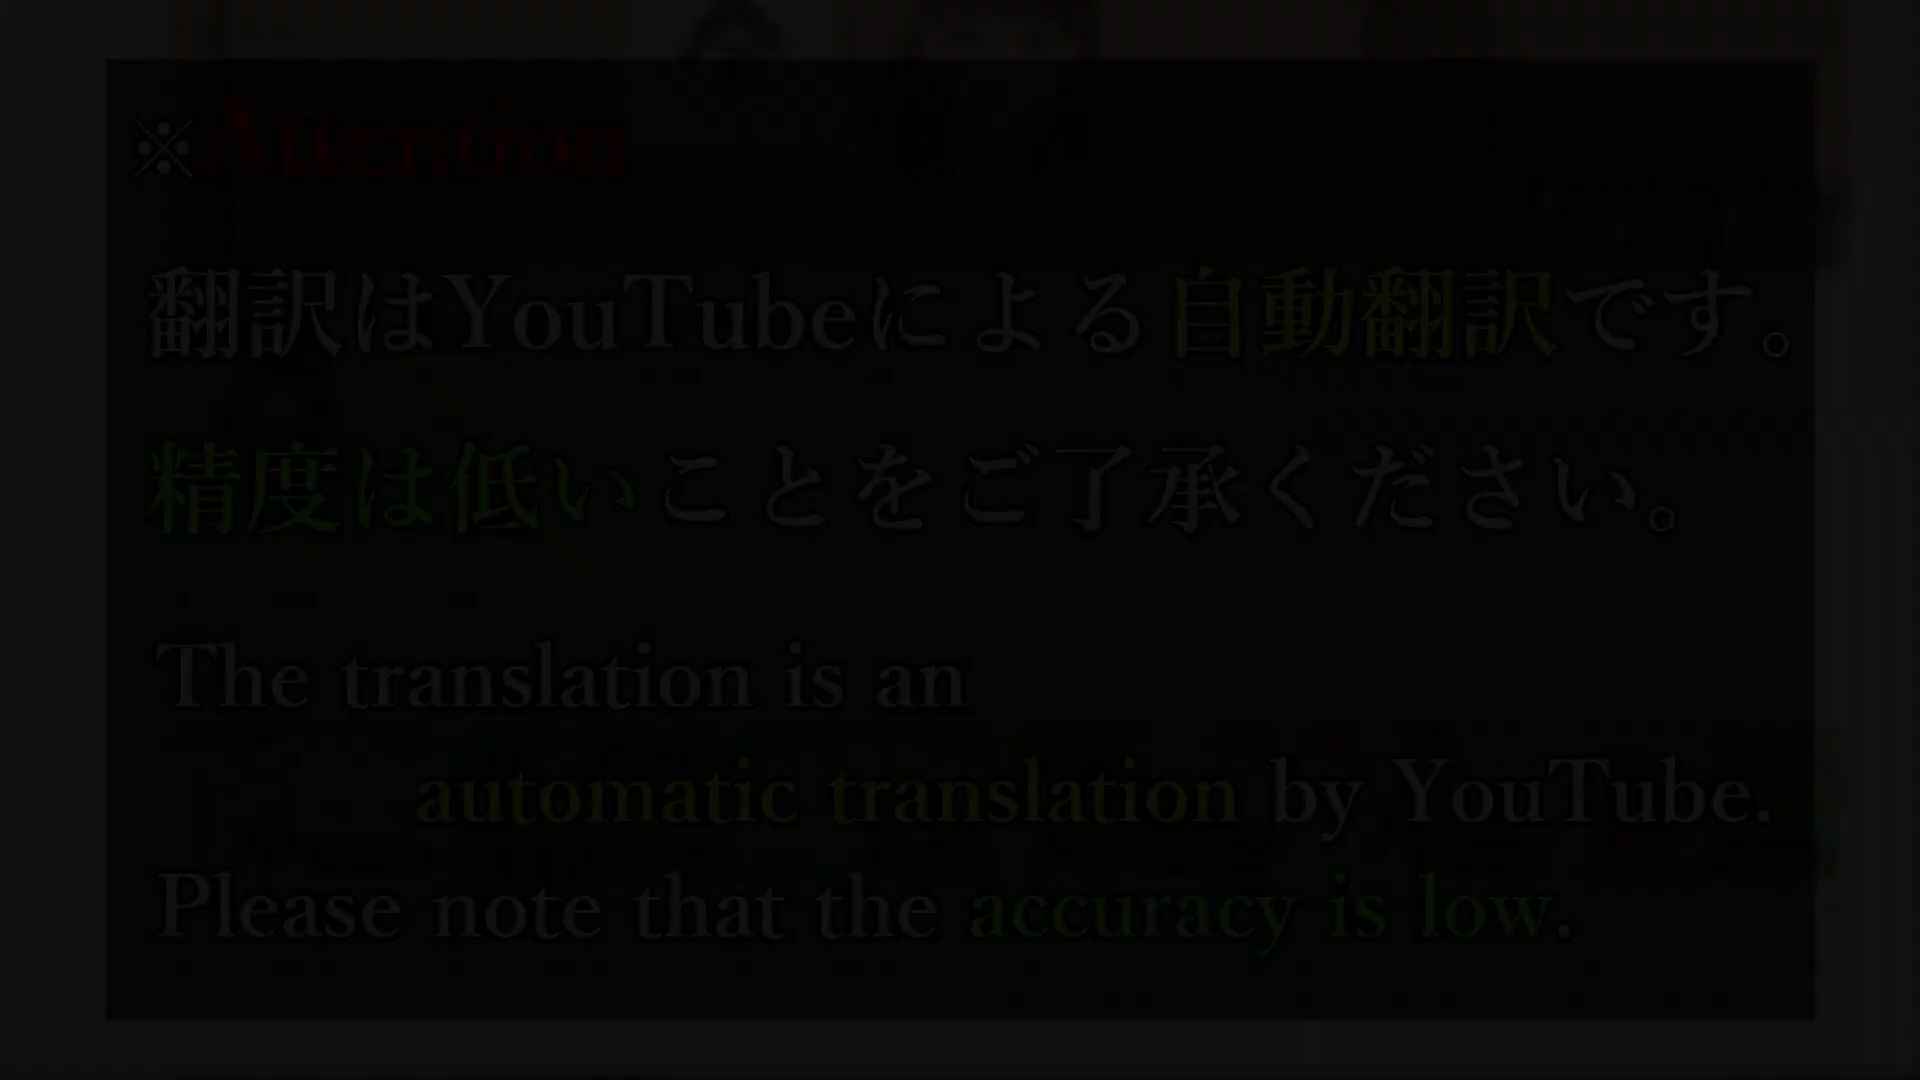 ※Attention
翻訳はYouTubeによる自動翻訳です。
精度は低いことをご了承ください。
The translation is an
automatic translation by YouTube.
Please note that the accuracy is low.